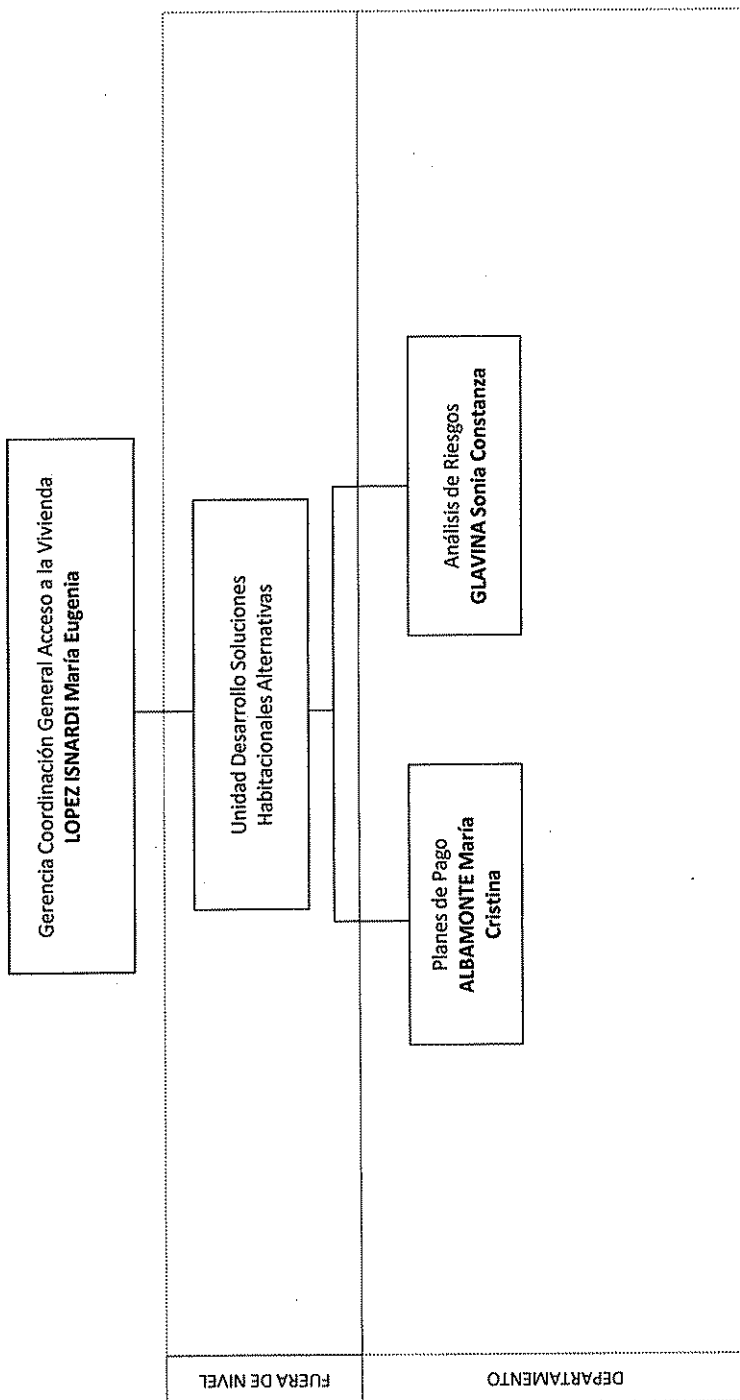 Gerencia Coordinación General Acceso a la Vivienda
LOPEZ ISNARDI María Eugenia
FUERA DE NIVEL
Unidad Desarrollo Soluciones
Habitacionales Alternativas
DEPARTAMENTO
Planes de Pago
ALBAMONTE María
Cristina
Análisis de Riesgos
GLAVINA Sonia Constanza